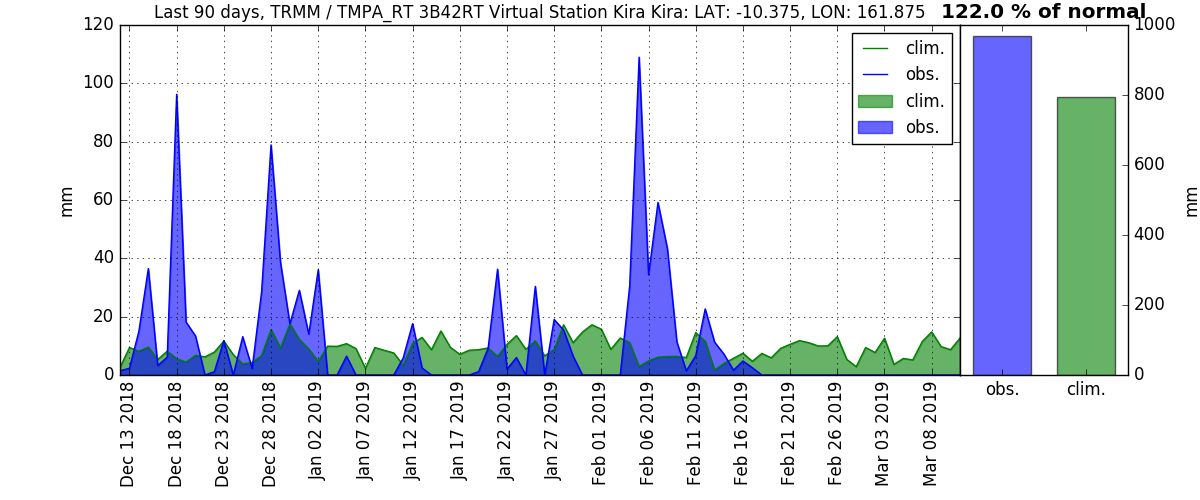 Last 90 days, TRMM / TMPA_RT 3B42RT Virtual Station Kira Kira: LAT: -10.375, LON: 161.875 122.0 % of normal
120
100
80
60
40
20
0
mm
clim.
obs.
clim.
obs.
Dec 13 2018
Dec 18 2018
Dec 23 2018
Dec 28 2018
Jan 02 2019
Jan 07 2019
Jan 12 2019
Jan 17 2019
Jan 22 2019
Jan 27 2019
Feb 01 2019
Feb 06 2019
Feb 11 2019
Feb 16 2019
Feb 21 2019
Feb 26 2019
Mar 03 2019
Mar 08 2019
1000
800
600
400
200
0
mm
obs.
clim.